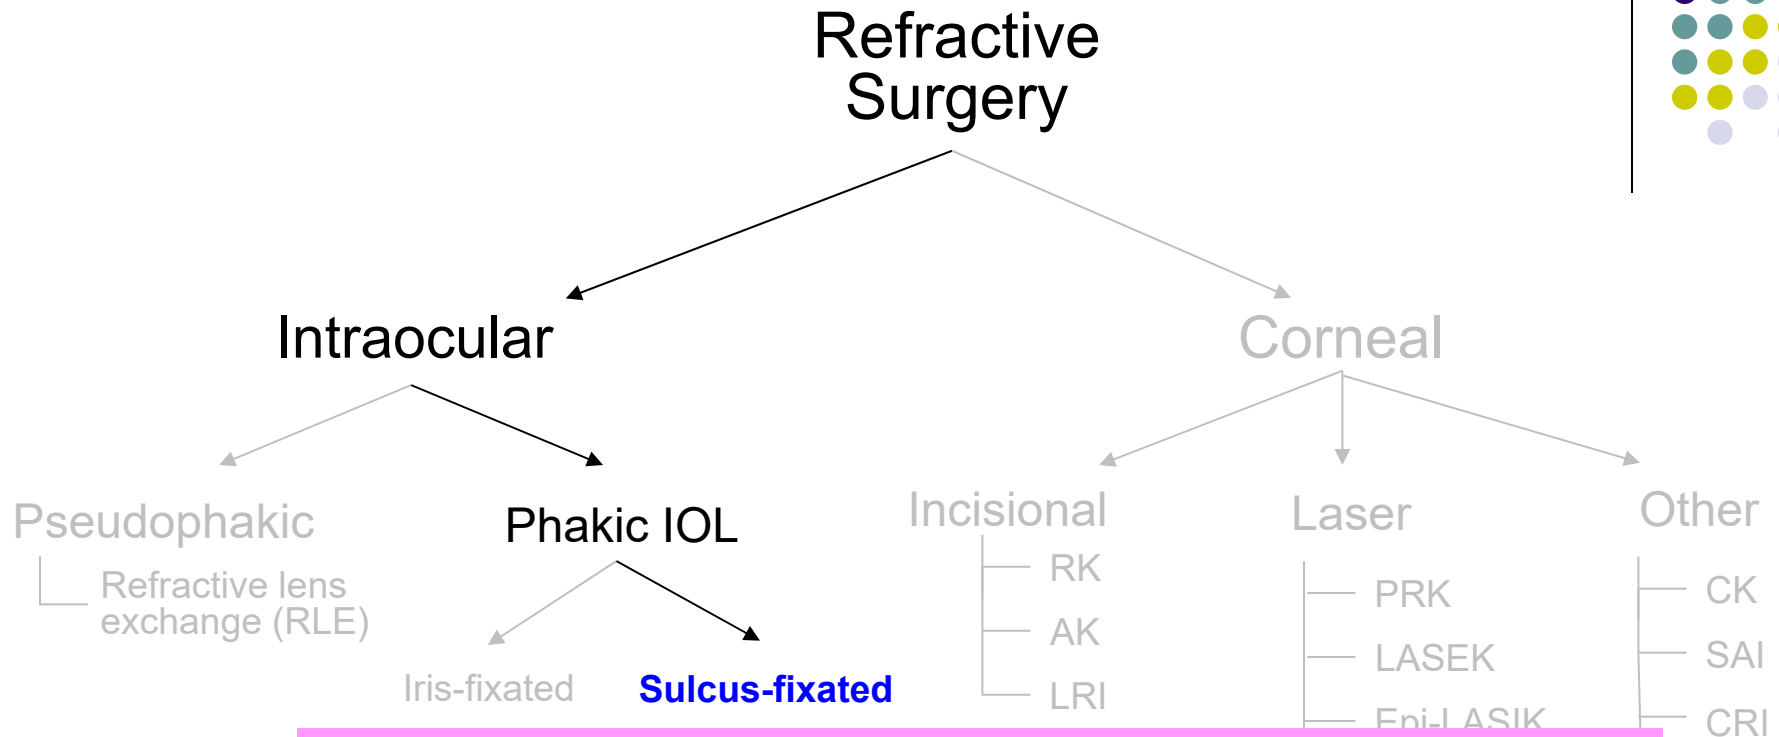 Refractive
Surgery
Intraocular
Corneal
Pseudophakic
Phakic IOL
Incisional
Laser
Other
Refractive lens
exchange (RLE)
Iris-fixated
Sulcus-fixated
RK
AK
LRI
PRK
LASEK
Epi-LASIK
CK
SAI
CRI